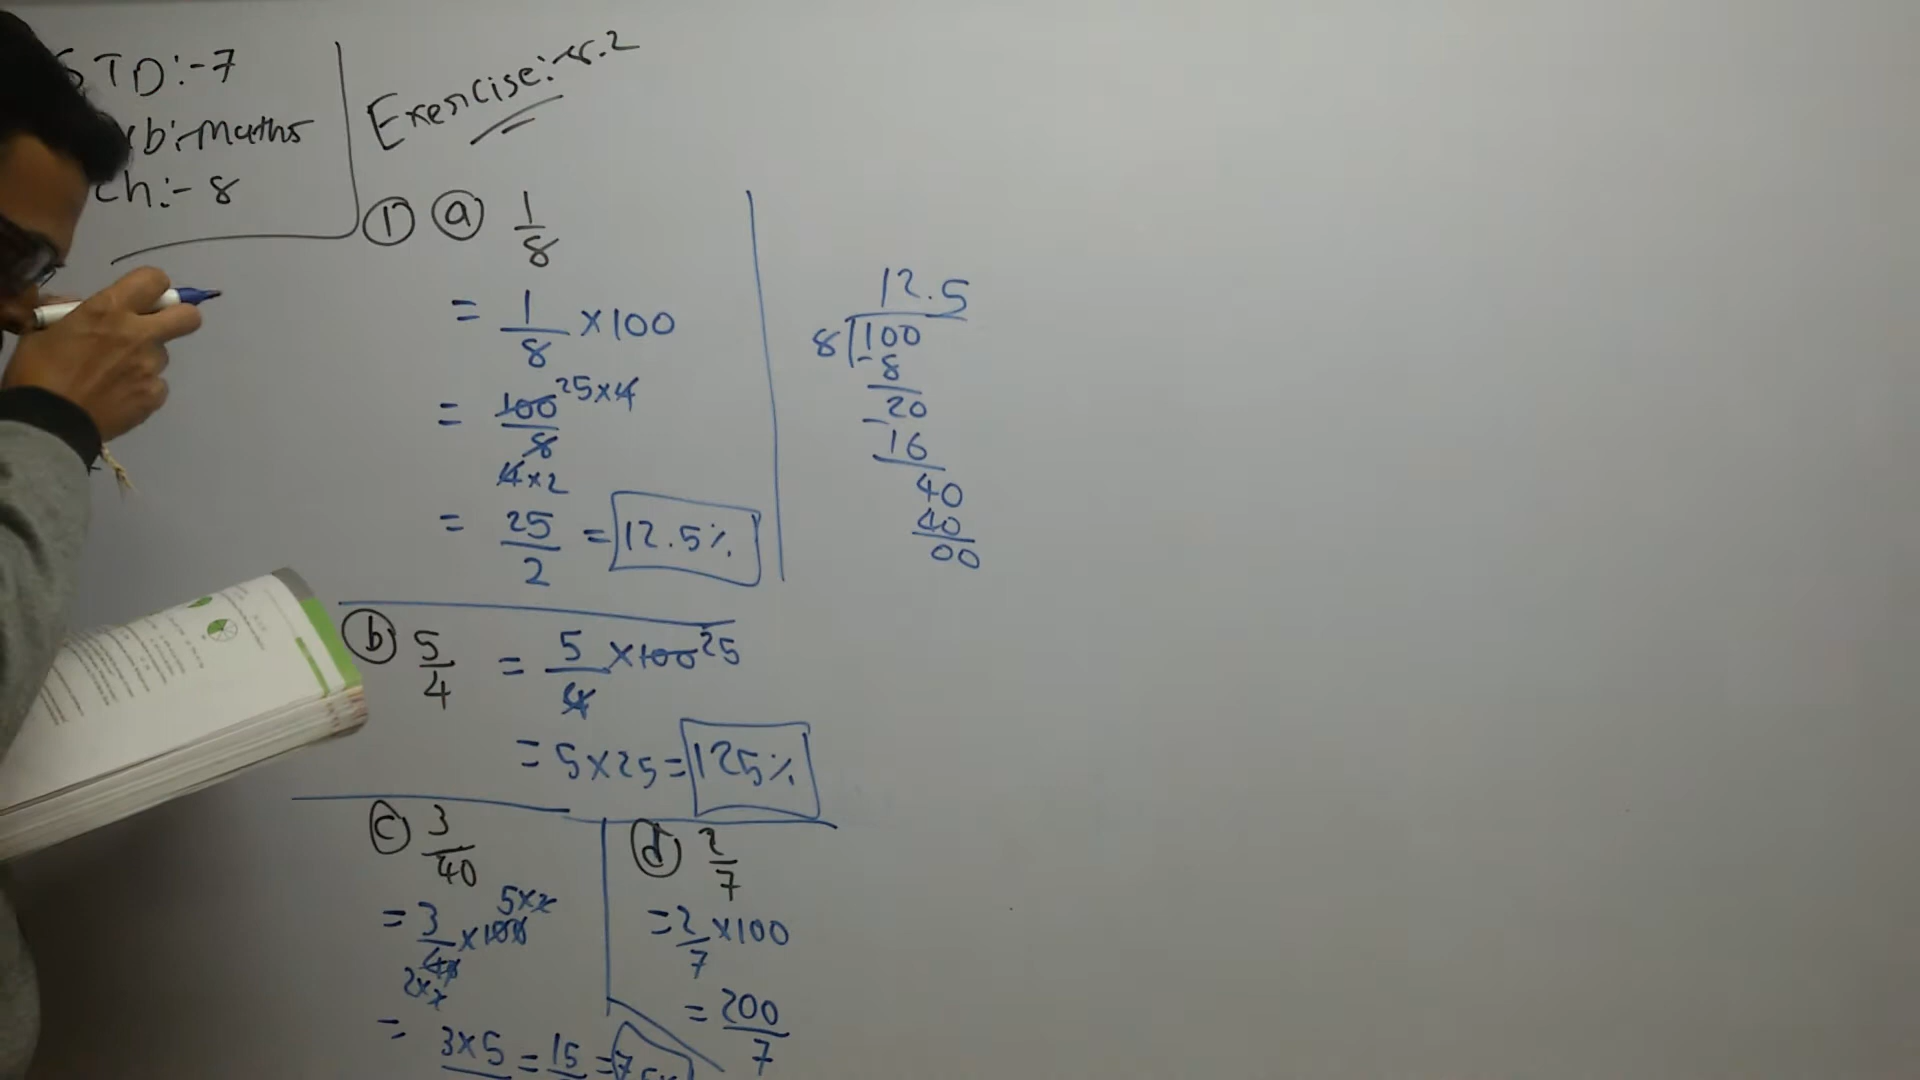 STD:-7
b:-Maths
Ch:- 8
Exercise:-8.2
① ⓐ 1/8
= 1/8 ×100
= 100/8 25×4
4×2
= 25/2 = 12.5%
12.5
8 100
-8
20
-16
40
40
00
ⓑ 5/4 = 5/4 ×100 25
= 5×25 = 125%
ⓒ 3/40
= 3/40 ×100 5×2
2×2
= 3×5 = 15 = 7.5%
ⓓ 2/7
= 2/7 ×100
= 200/7